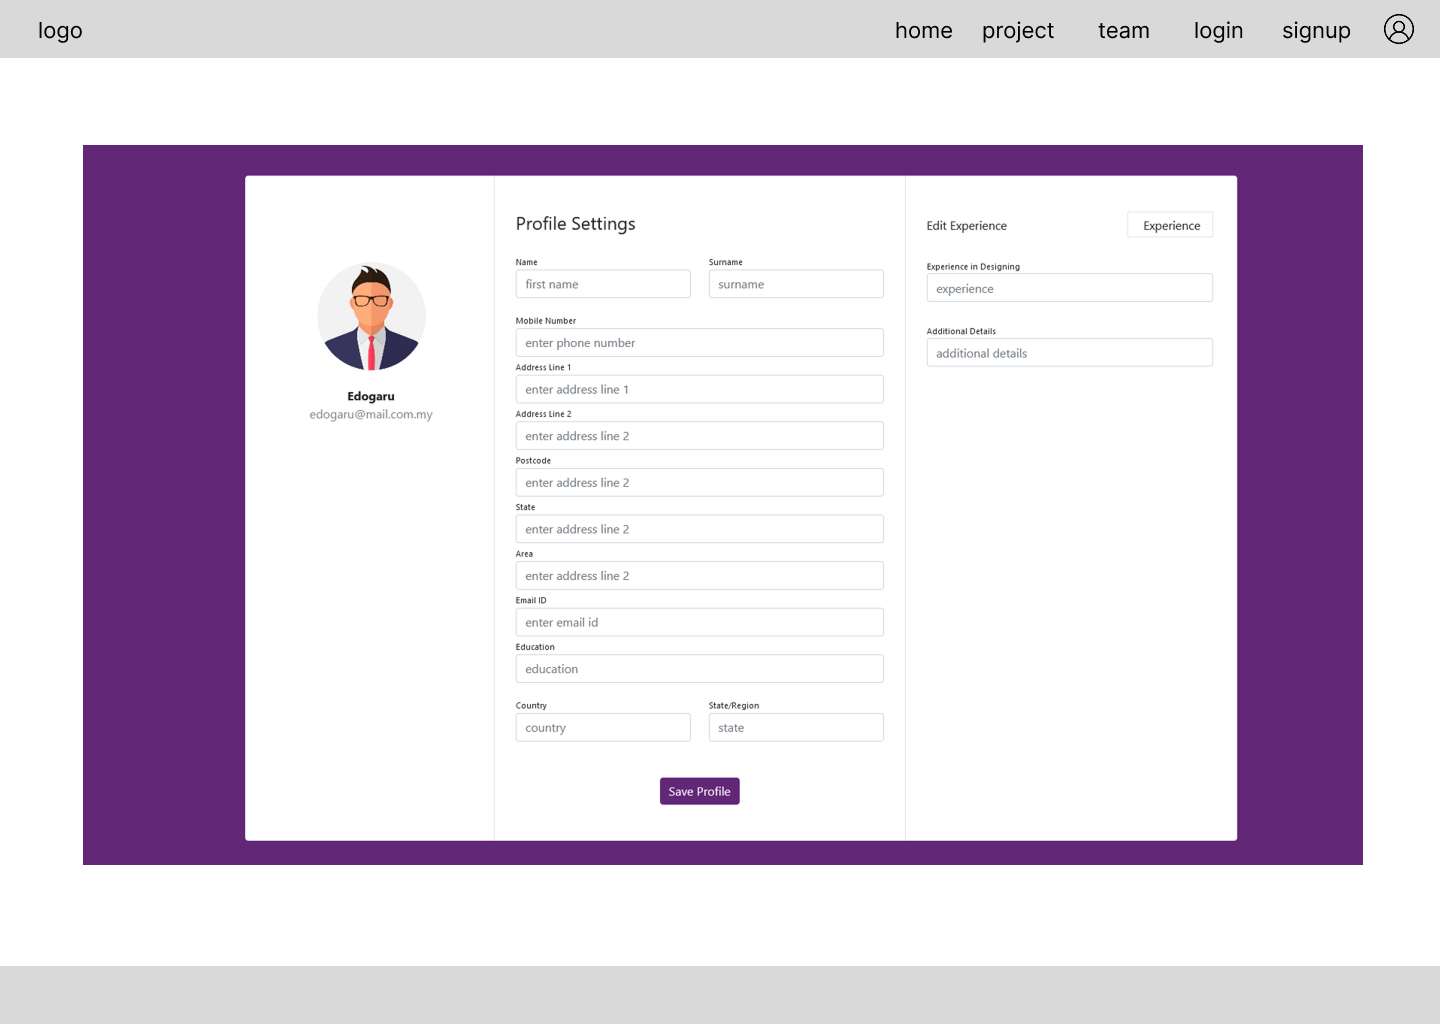 logo
home project team login signup
Edogaru
edogaru@mail.com.my
Profile Settings
Name Surname
first name surname
Mobile Number
enter phone number
Address Line 1
enter address line 1
Address Line 2
enter address line 2
Postcode
enter address line 2
State
enter address line 2
Area
enter address line 2
Email ID
enter email id
Education
education
Country State/Region
country state
Save Profile
Edit Experience Experience
Experience in Designing
experience
Additional Details
additional details